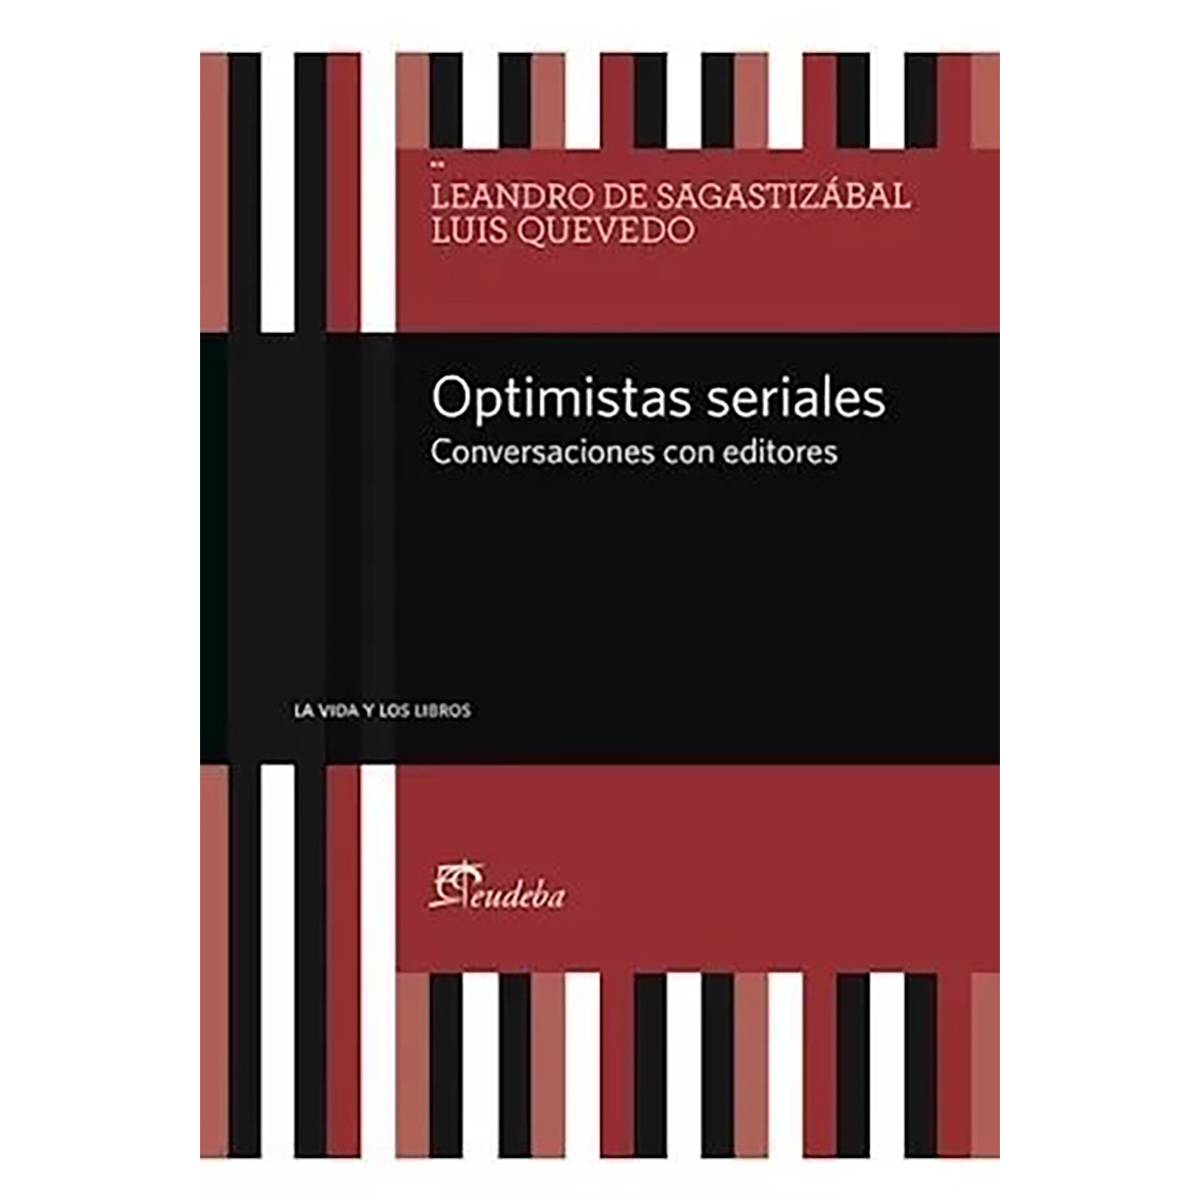 LEANDRO DE SAGASTIZÁBAL
LUIS QUEVEDO
Optimistas seriales
Conversaciones con editores
LA VIDA Y LOS LIBROS
eudeba